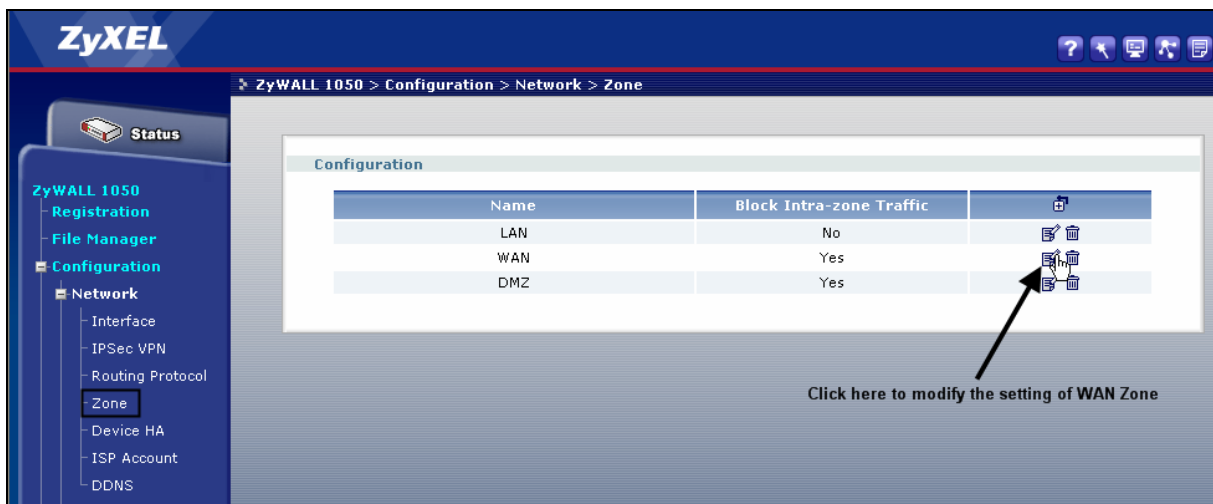 ZyXEL
ZyWALL 1050 > Configuration > Network > Zone
Status
ZyWALL 1050
Registration
File Manager
Configuration
Network
Interface
IPSec VPN
Routing Protocol
Zone
Device HA
ISP Account
DDNS
Configuration
Name Block Intra-zone Traffic
LAN No
WAN Yes
DMZ Yes
Click here to modify the setting of WAN Zone